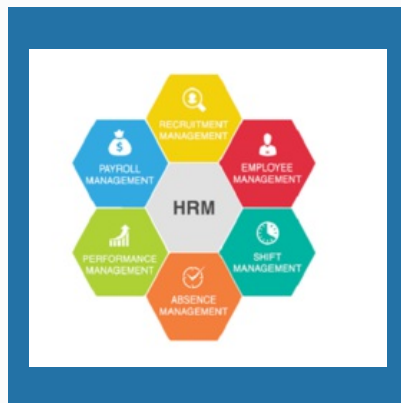 RECRUITMENT
MANAGEMENT
$
PAYROLL
MANAGEMENT
EMPLOYEE
MANAGEMENT
HRM
PERFORMANCE
MANAGEMENT
SHIFT
MANAGEMENT
ABSENCE
MANAGEMENT